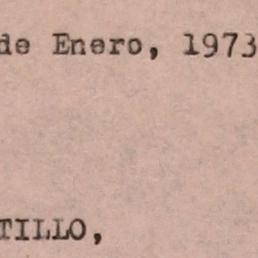 de Enero, 1973
TILLO,